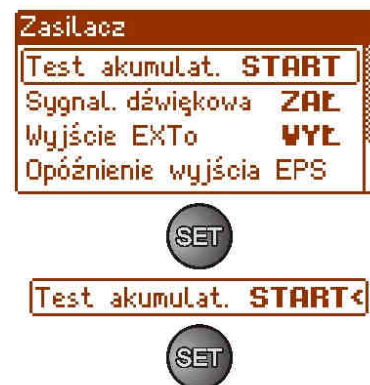 Zasilacz
Test akumulat. START
Sygnal. dźwiękowa ZAŁ
Wyjście EXTo WYŁ
Opóźnienie wyjścia EPS
SET
Test akumulat. START<
SET